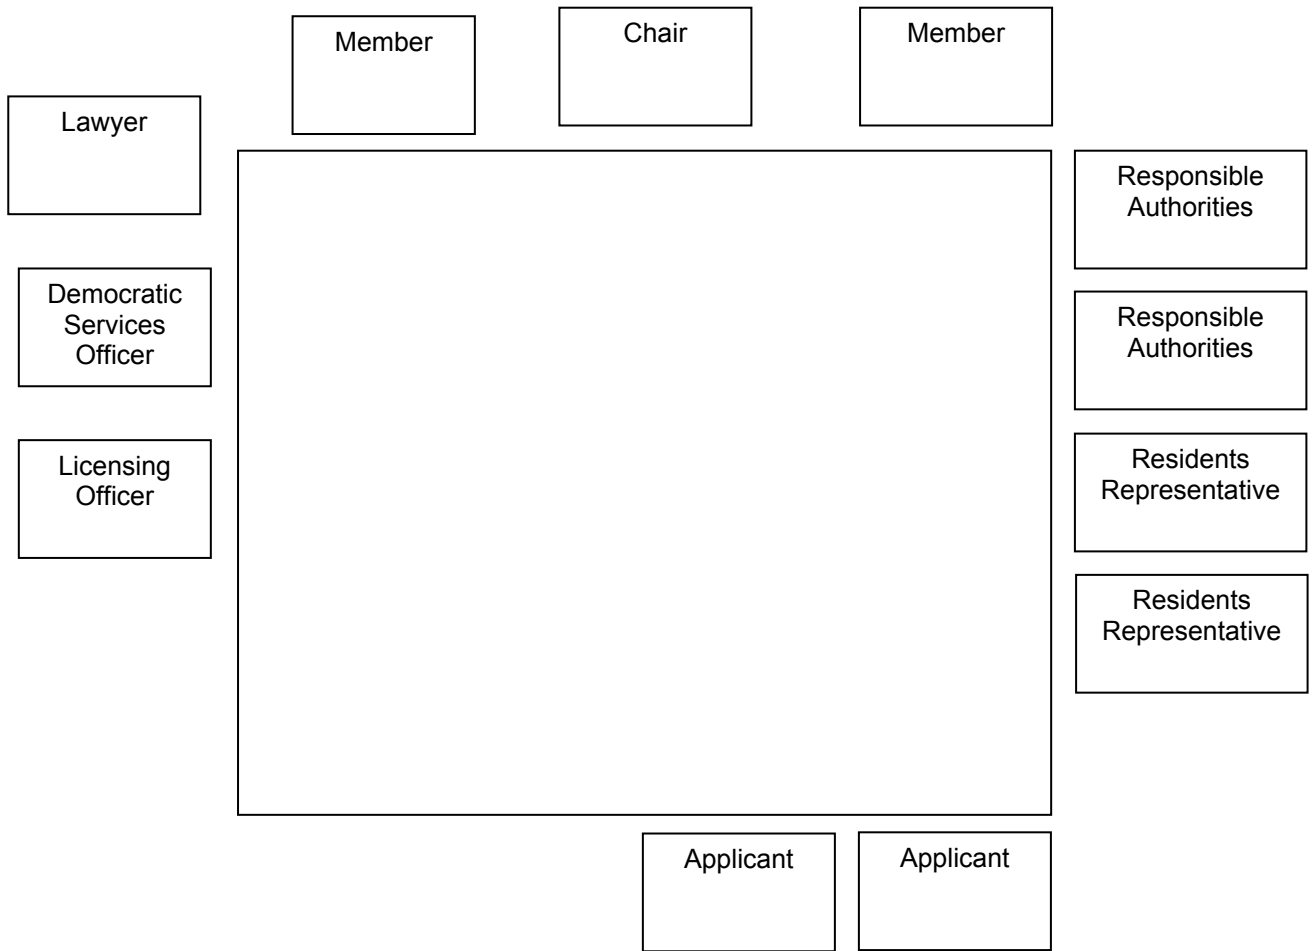 Member
Chair
Member
Lawyer
Responsible
Authorities
Democratic
Services
Officer
Responsible
Authorities
Licensing
Officer
Residents
Representative
Residents
Representative
Applicant
Applicant